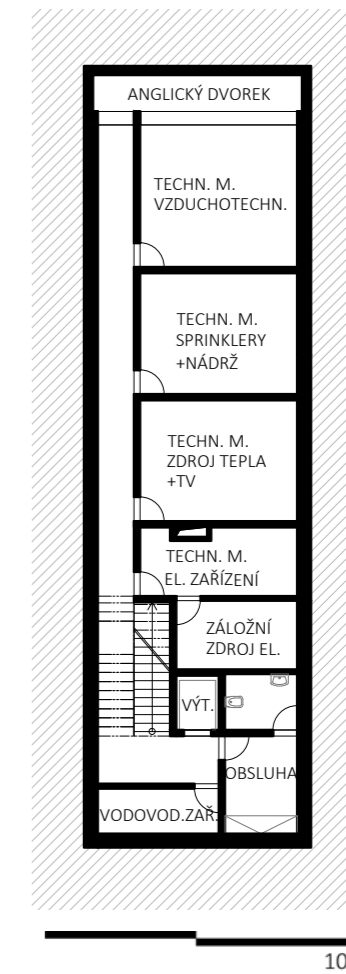 ANGLICKÝ DVOREK
TECHN. M.
VZDUCHOTECHN.
TECHN. M.
SPRINKLERY
+NÁDRŽ
TECHN. M.
ZDROJ TEPLA
+TV
TECHN. M.
EL. ZAŘÍZENÍ
ZÁLOŽNÍ
ZDROJ EL.
VÝT.
OBSLUHA
VODOVOD.ZAŘ.
10